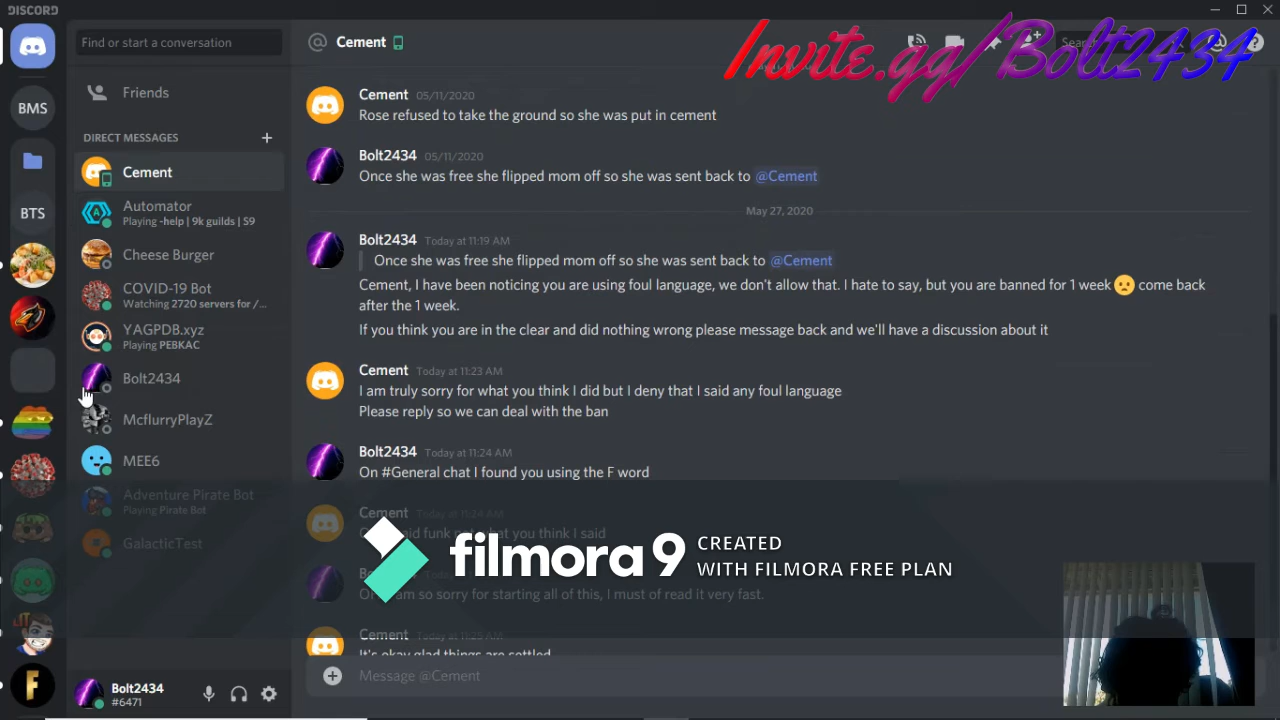 DISCORD
Invite.gg/Bolt2434
Find or start a conversation
Cement
Friends
DIRECT MESSAGES
BMS
BTS
Cement
Automator
Playing -help | 9k guilds | S9
Cheese Burger
COVID-19 Bot
Watching 2720 servers for /...
YAGPDB.xyz
Playing PEBKAC
Bolt2434
McflurryPlayZ
MEE6
Adventure Pirate Bot
Playing Pirate Bot
GalacticTest
Bolt2434
#6471
Cement 05/11/2020
Rose refused to take the ground so she was put in cement
Bolt2434 05/11/2020
Once she was free she flipped mom off so she was sent back to @Cement
May 27, 2020
Bolt2434 Today at 11:19 AM
Once she was free she flipped mom off so she was sent back to @Cement
Cement, I have been noticing you are using foul language, we don't allow that. I hate to say, but you are banned for 1 week come back
after the 1 week.
If you think you are in the clear and did nothing wrong please message back and we'll have a discussion about it
Cement Today at 11:23 AM
I am truly sorry for what you think I did but I deny that I said any foul language
Please reply so we can deal with the ban
Bolt2434 Today at 11:24 AM
On #General chat I found you using the F word
Cement Today at 11:24 AM
said funk not what you think I said
am so sorry for starting all of this, I must of read it very fast.
Cement Today at 11:25 AM
It's okay glad things are settled
Message @Cement
filmora9 CREATED
WITH FILMORA FREE PLAN